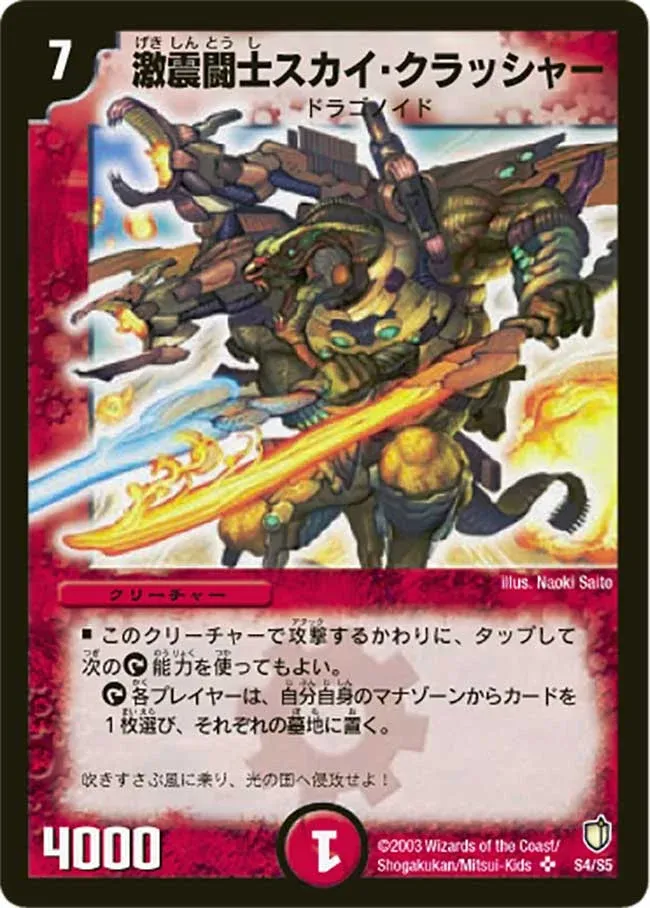 7
げきしんとうし
激震闘士スカイ・クラッシャー
ドラゴノイド
illus. Naoki Saito
クリーチャー
■ このクリーチャーで攻撃するかわりに、タップして
次の 能力を使ってもよい。
各プレイヤーは、自分自身のマナゾーンからカードを
1枚選び、それぞれの墓地に置く。
吹きすさぶ風に乗り、光の国へ侵攻せよ！
4000
1
©2003 Wizards of the Coast/
Shogakukan/Mitsui-Kids
S4/S5